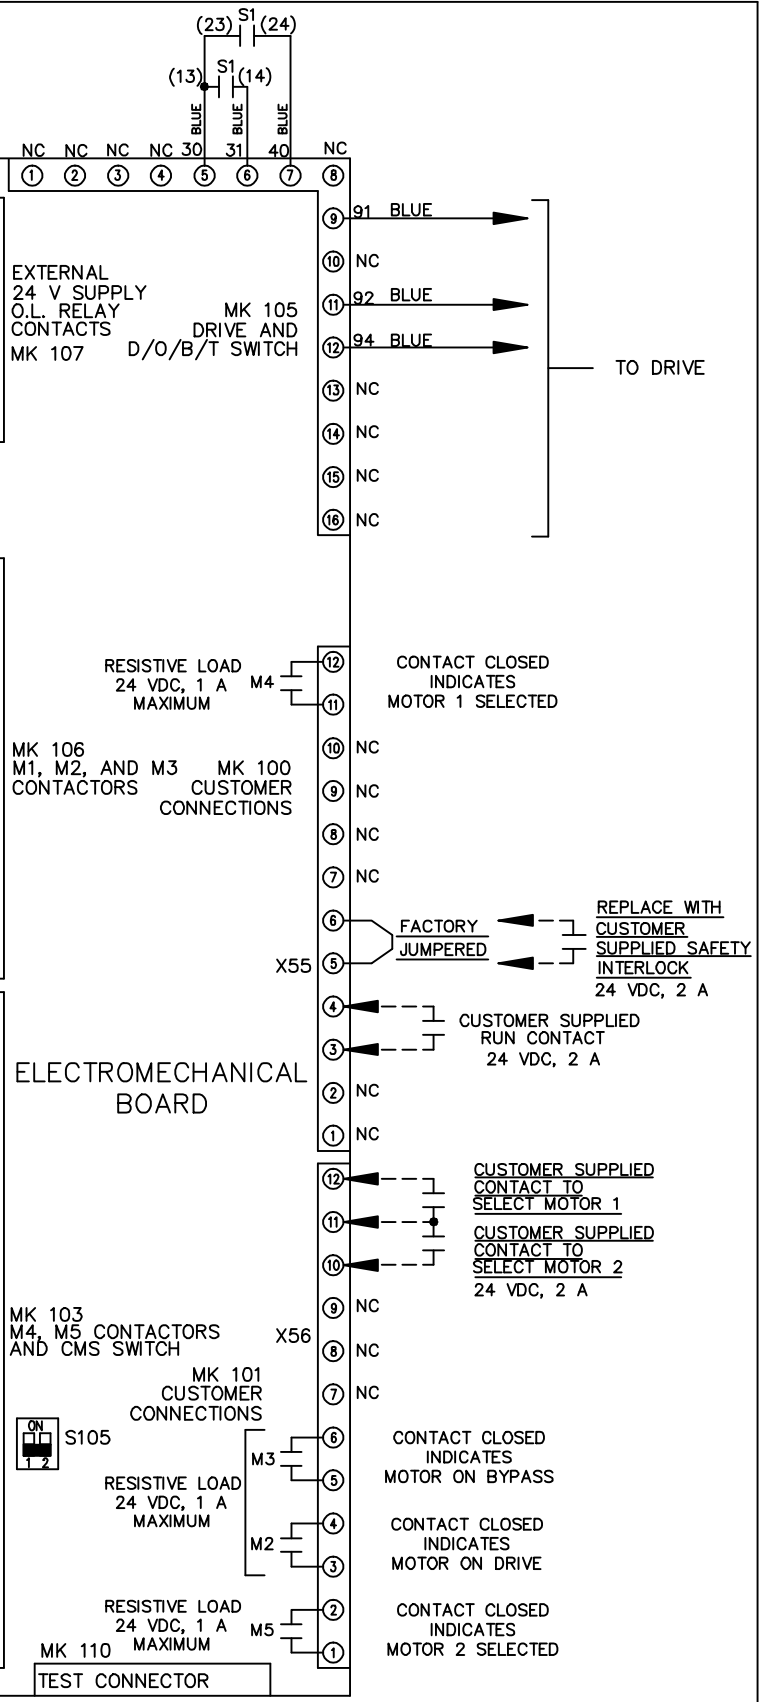 S1
(23) (24)
S1
(13) (14)
BLUE BLUE BLUE
NC NC NC NC 30 31 40 NC
1 2 3 4 5 6 7 8
9 91 BLUE
10 NC
EXTERNAL
24 V SUPPLY
O.L. RELAY
CONTACTS
MK 107
MK 105
DRIVE AND
D/O/B/T SWITCH
11 92 BLUE
12 94 BLUE
TO DRIVE
13 NC
14 NC
15 NC
16 NC
RESISTIVE LOAD
24 VDC, 1 A
MAXIMUM
M4
12
11
CONTACT CLOSED
INDICATES
MOTOR 1 SELECTED
MK 106
M1, M2, AND M3
CONTACTORS
MK 100
CUSTOMER
CONNECTIONS
10 NC
9 NC
8 NC
7 NC
6
5
X55
FACTORY
JUMPERED
REPLACE WITH
CUSTOMER
SUPPLIED SAFETY
INTERLOCK
24 VDC, 2 A
4
3
CUSTOMER SUPPLIED
RUN CONTACT
24 VDC, 2 A
ELECTROMECHANICAL
BOARD
2 NC
1 NC
12
11
10
CUSTOMER SUPPLIED
CONTACT TO
SELECT MOTOR 1
CUSTOMER SUPPLIED
CONTACT TO
SELECT MOTOR 2
24 VDC, 2 A
MK 103
M4, M5 CONTACTORS
AND CMS SWITCH
X56
9 NC
8 NC
7 NC
MK 101
CUSTOMER
CONNECTIONS
ON
1 2
S105
M3
6
5
CONTACT CLOSED
INDICATES
MOTOR ON BYPASS
RESISTIVE LOAD
24 VDC, 1 A
MAXIMUM
M2
4
3
CONTACT CLOSED
INDICATES
MOTOR ON DRIVE
RESISTIVE LOAD
24 VDC, 1 A
MAXIMUM
M5
2
1
CONTACT CLOSED
INDICATES
MOTOR 2 SELECTED
MK 110
TEST CONNECTOR